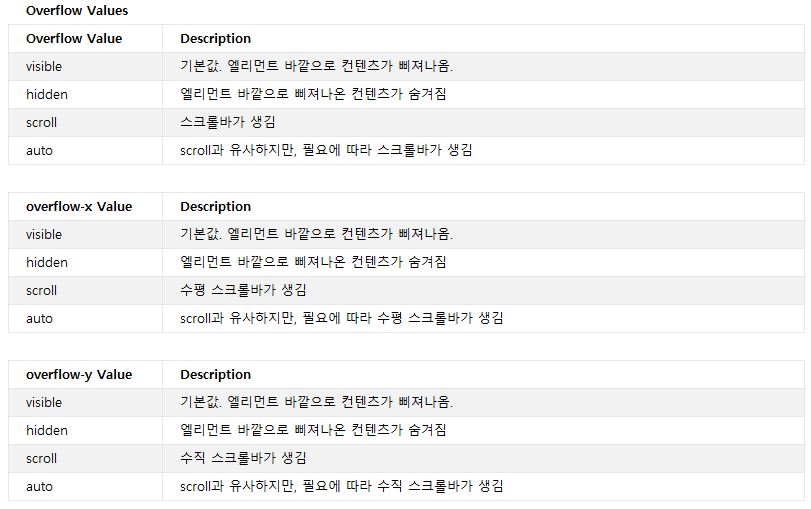 Overflow Values
Overflow Value Description
visible 기본값. 엘리먼트 바깥으로 컨텐츠가 삐져나옴.
hidden 엘리먼트 바깥으로 삐져나온 컨텐츠가 숨겨짐
scroll 스크롤바가 생김
auto scroll과 유사하지만, 필요에 따라 스크롤바가 생김
overflow-x Value Description
visible 기본값. 엘리먼트 바깥으로 컨텐츠가 삐져나옴.
hidden 엘리먼트 바깥으로 삐져나온 컨텐츠가 숨겨짐
scroll 수평 스크롤바가 생김
auto scroll과 유사하지만, 필요에 따라 수평 스크롤바가 생김
overflow-y Value Description
visible 기본값. 엘리먼트 바깥으로 컨텐츠가 삐져나옴.
hidden 엘리먼트 바깥으로 삐져나온 컨텐츠가 숨겨짐
scroll 수직 스크롤바가 생김
auto scroll과 유사하지만, 필요에 따라 수직 스크롤바가 생김